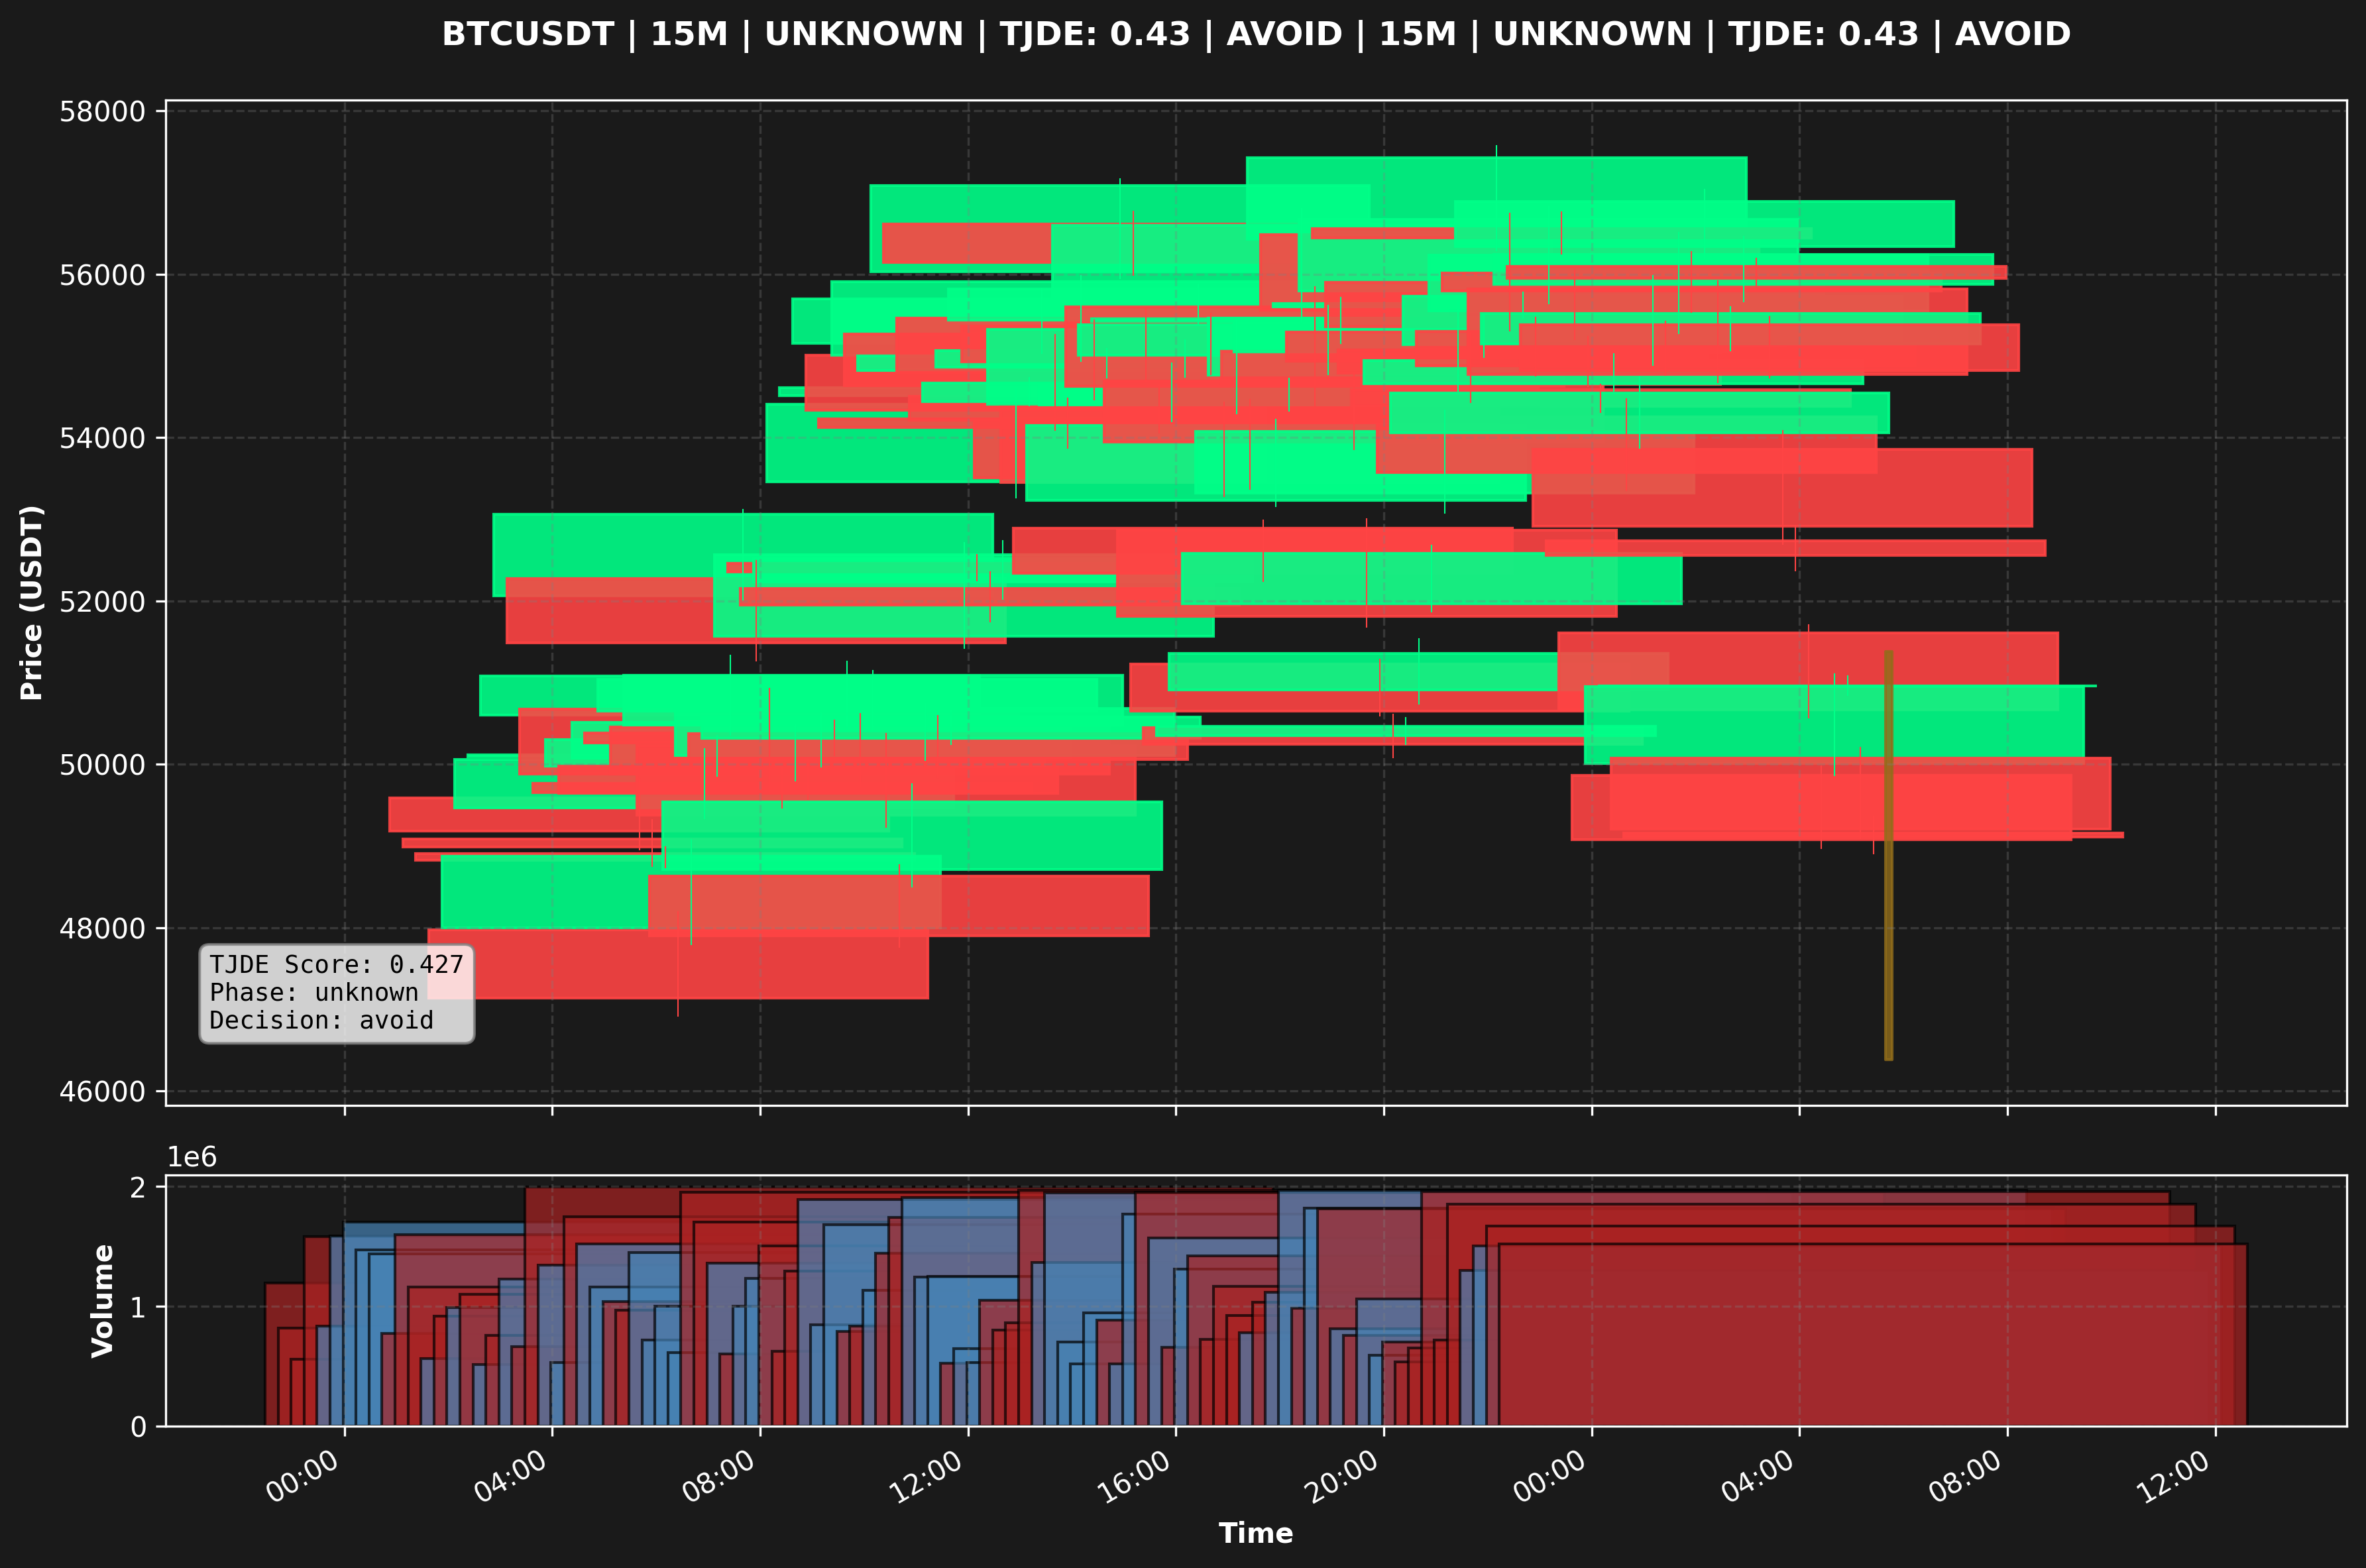 BTCUSDT | 15M | UNKNOWN | TJDE: 0.43 | AVOID | 15M | UNKNOWN | TJDE: 0.43 | AVOID
58000
56000
54000
52000
50000
48000
46000
Price (USDT)
TJDE Score: 0.427
Phase: unknown
Decision: avoid
1e6
2
1
0
Volume
00:00
04:00
08:00
12:00
16:00
20:00
00:00
04:00
08:00
12:00
Time